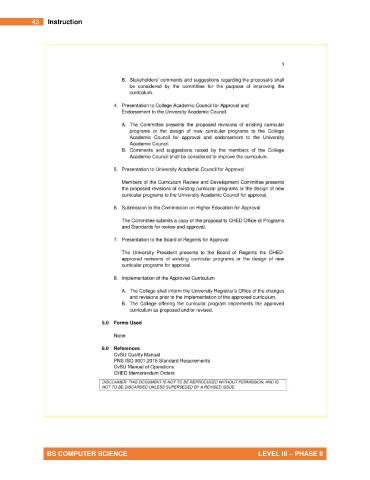 43 Instruction
3
B. Stakeholders' comments and suggestions regarding the proposal/s shall
be considered by the committee for the purpose of improving the
curriculum.
4. Presentation to College Academic Council for Approval and
Endorsement to the University Academic Council
A. The Committee presents the proposed revisions of existing curricular
programs or the design of new curricular programs to the College
Academic Council for approval and endorsement to the University
Academic Council.
B. Comments and suggestions raised by the members of the College
Academic Council shall be considered to improve the curriculum.
5. Presentation to University Academic Council for Approval
Members of the Curriculum Review and Development Committee presents
the proposed revisions of existing curricular programs or the design of new
curricular programs to the University Academic Council for approval.
6. Submission to the Commission on Higher Education for Approval
The Committee submits a copy of the proposal to CHED Office of Programs
and Standards for review and approval.
7. Presentation to the Board of Regents for Approval
The University President presents to the Board of Regents the CHED-
approved revisions of existing curricular programs or the design of new
curricular programs for approval.
8. Implementation of the Approved Curriculum
A. The College shall inform the University Registrar's Office of the changes
and revisions prior to the implementation of the approved curriculum.
B. The College offering the curricular program implements the approved
curriculum as proposed and/or revised.
5.0 Forms Used
None
6.0 References
CvSU Quality Manual
PNS ISO 9001:2015 Standard Requirements
CvSU Manual of Operations
CHED Memorandum Orders
DISCLAIMER: THIS DOCUMENT IS NOT TO BE REPRODUCED WITHOUT PERMISSION, AND IS
NOT TO BE DISCARDED UNLESS SUPERSEDED BY A REVISED ISSUE.
BS COMPUTER SCIENCE LEVEL III – PHASE II